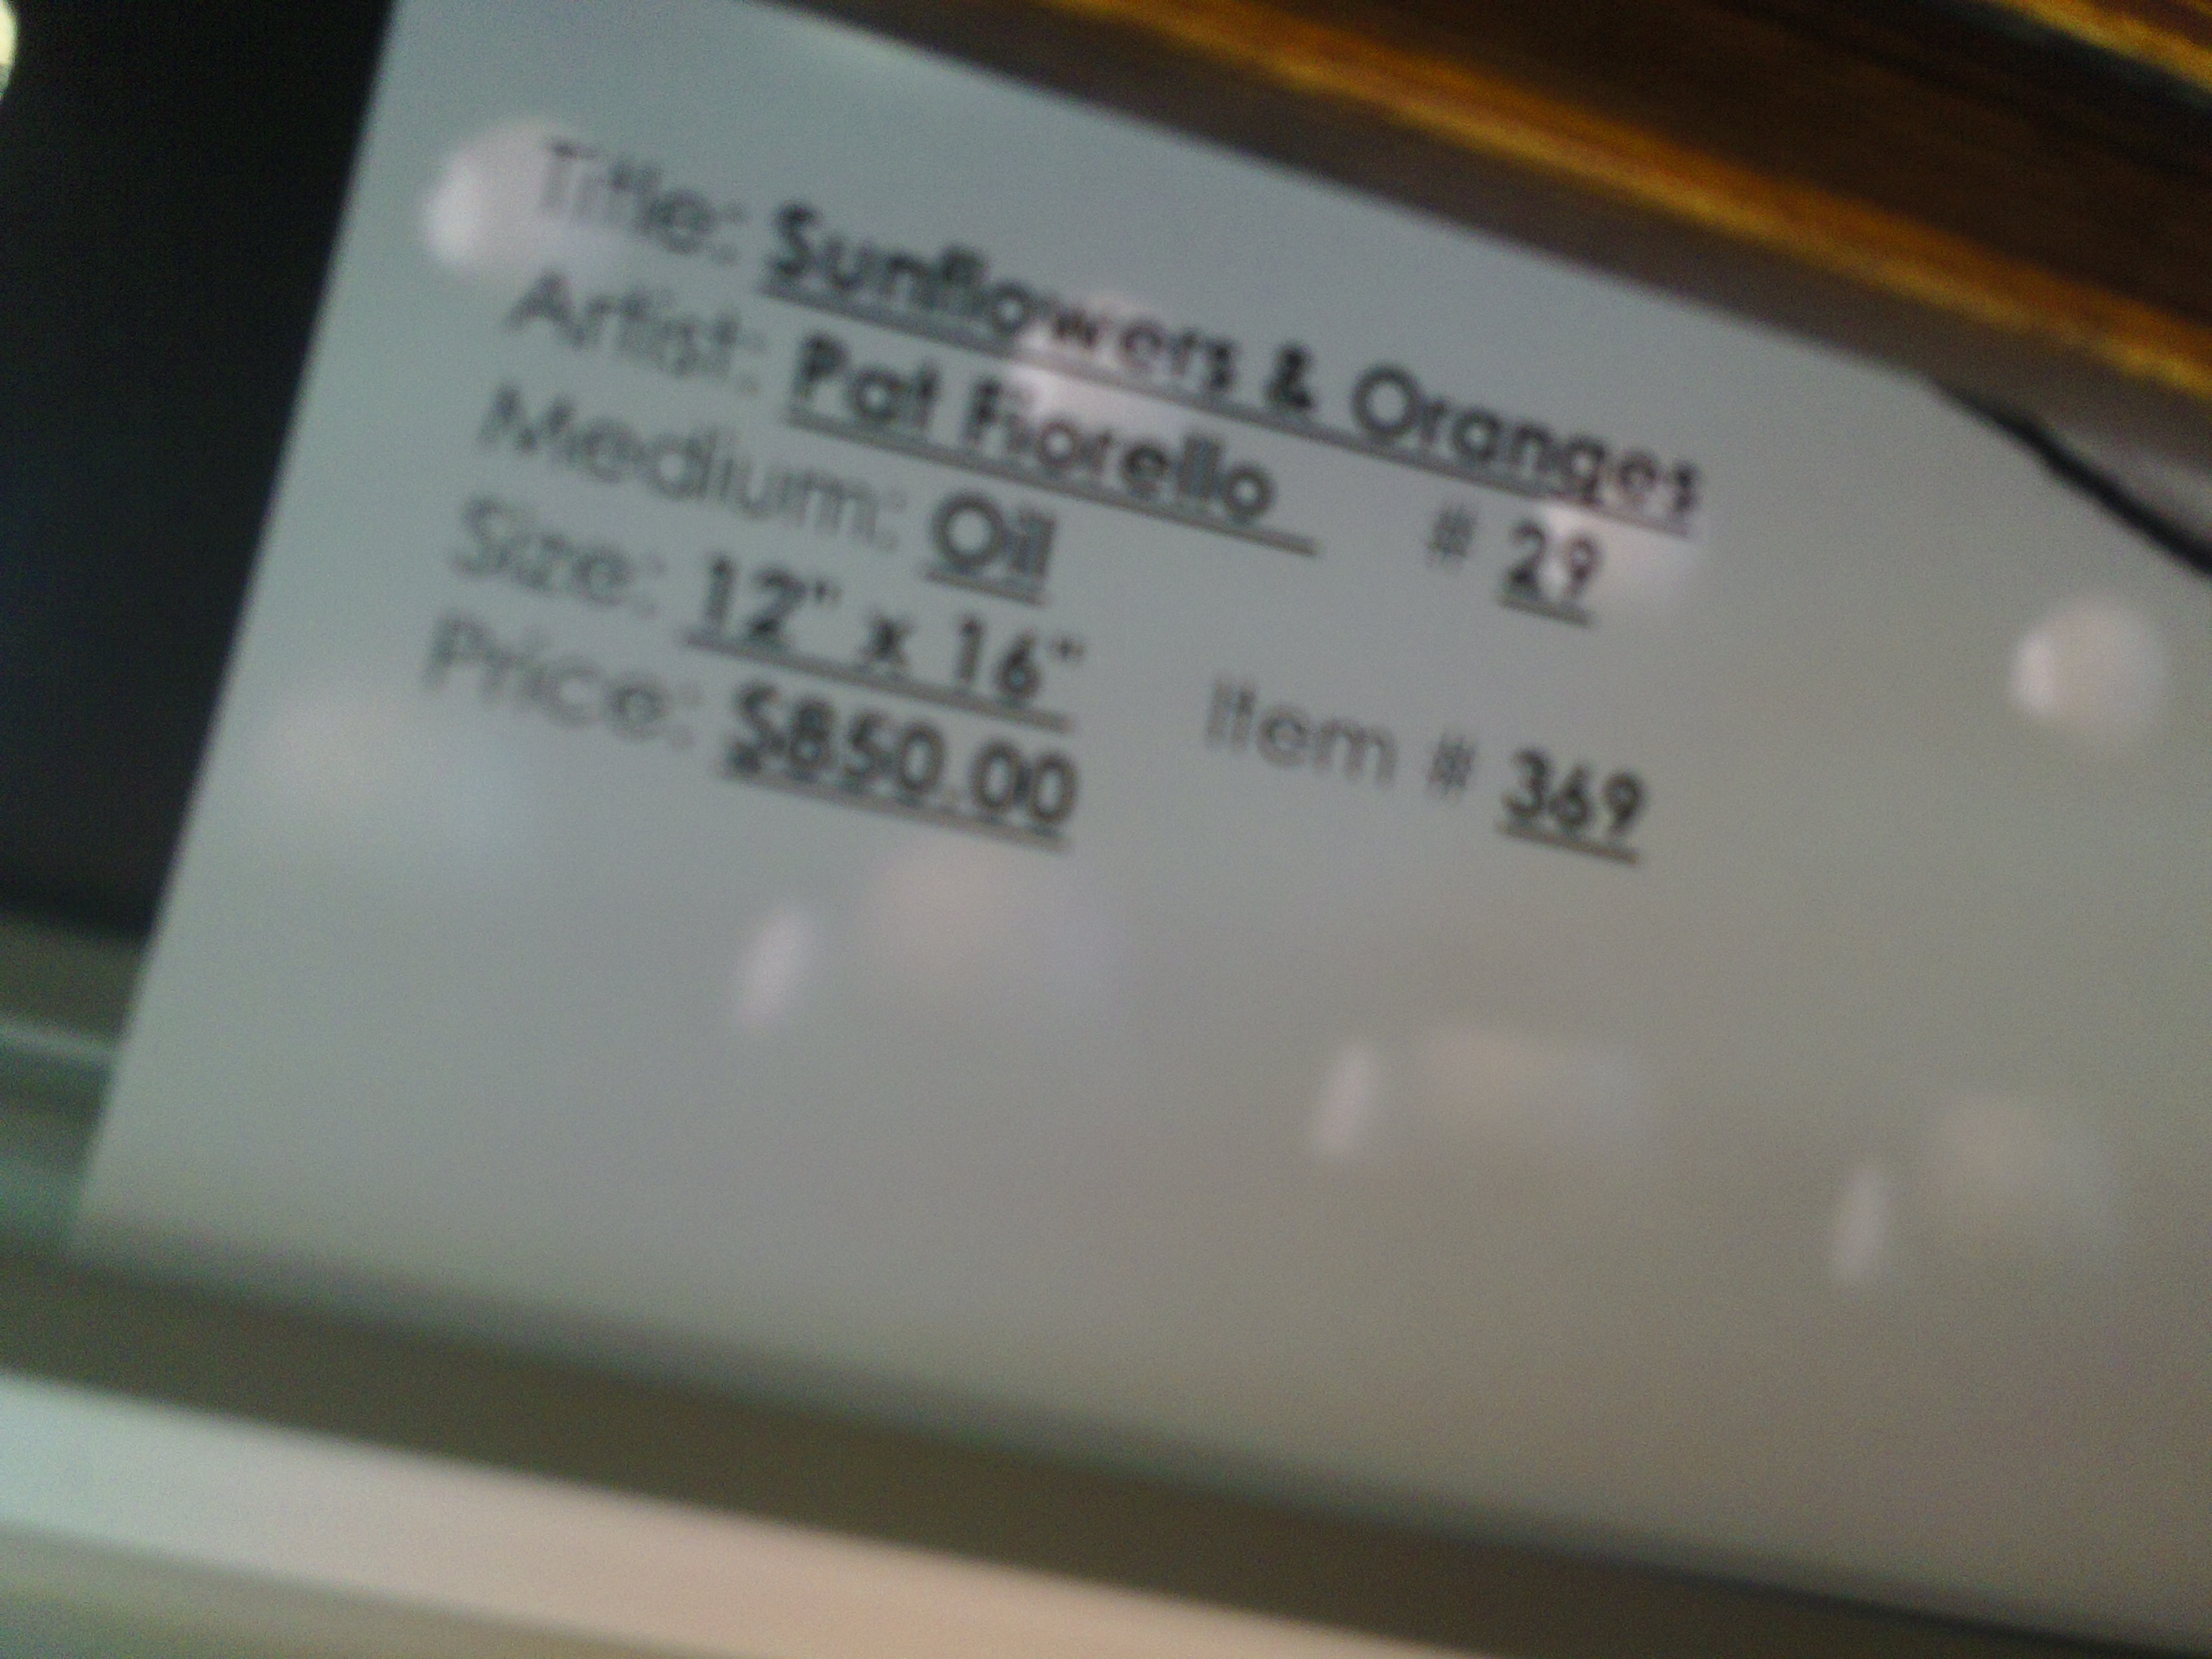 Title: Sunflowers & Oranges
Artist: Pat Fiorello # 29
Medium: Oil
Size: 12" x 16" Item # 369
Price: $850.00